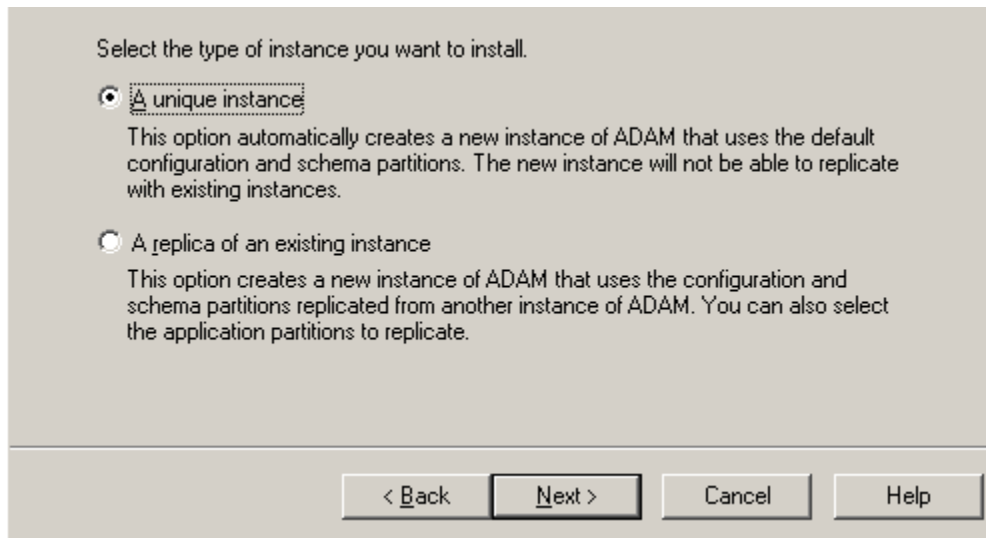 Select the type of instance you want to install.
A unique instance
This option automatically creates a new instance of ADAM that uses the default
configuration and schema partitions. The new instance will not be able to replicate
with existing instances.
A replica of an existing instance
This option creates a new instance of ADAM that uses the configuration and
schema partitions replicated from another instance of ADAM. You can also select
the application partitions to replicate.
< Back Next > Cancel Help